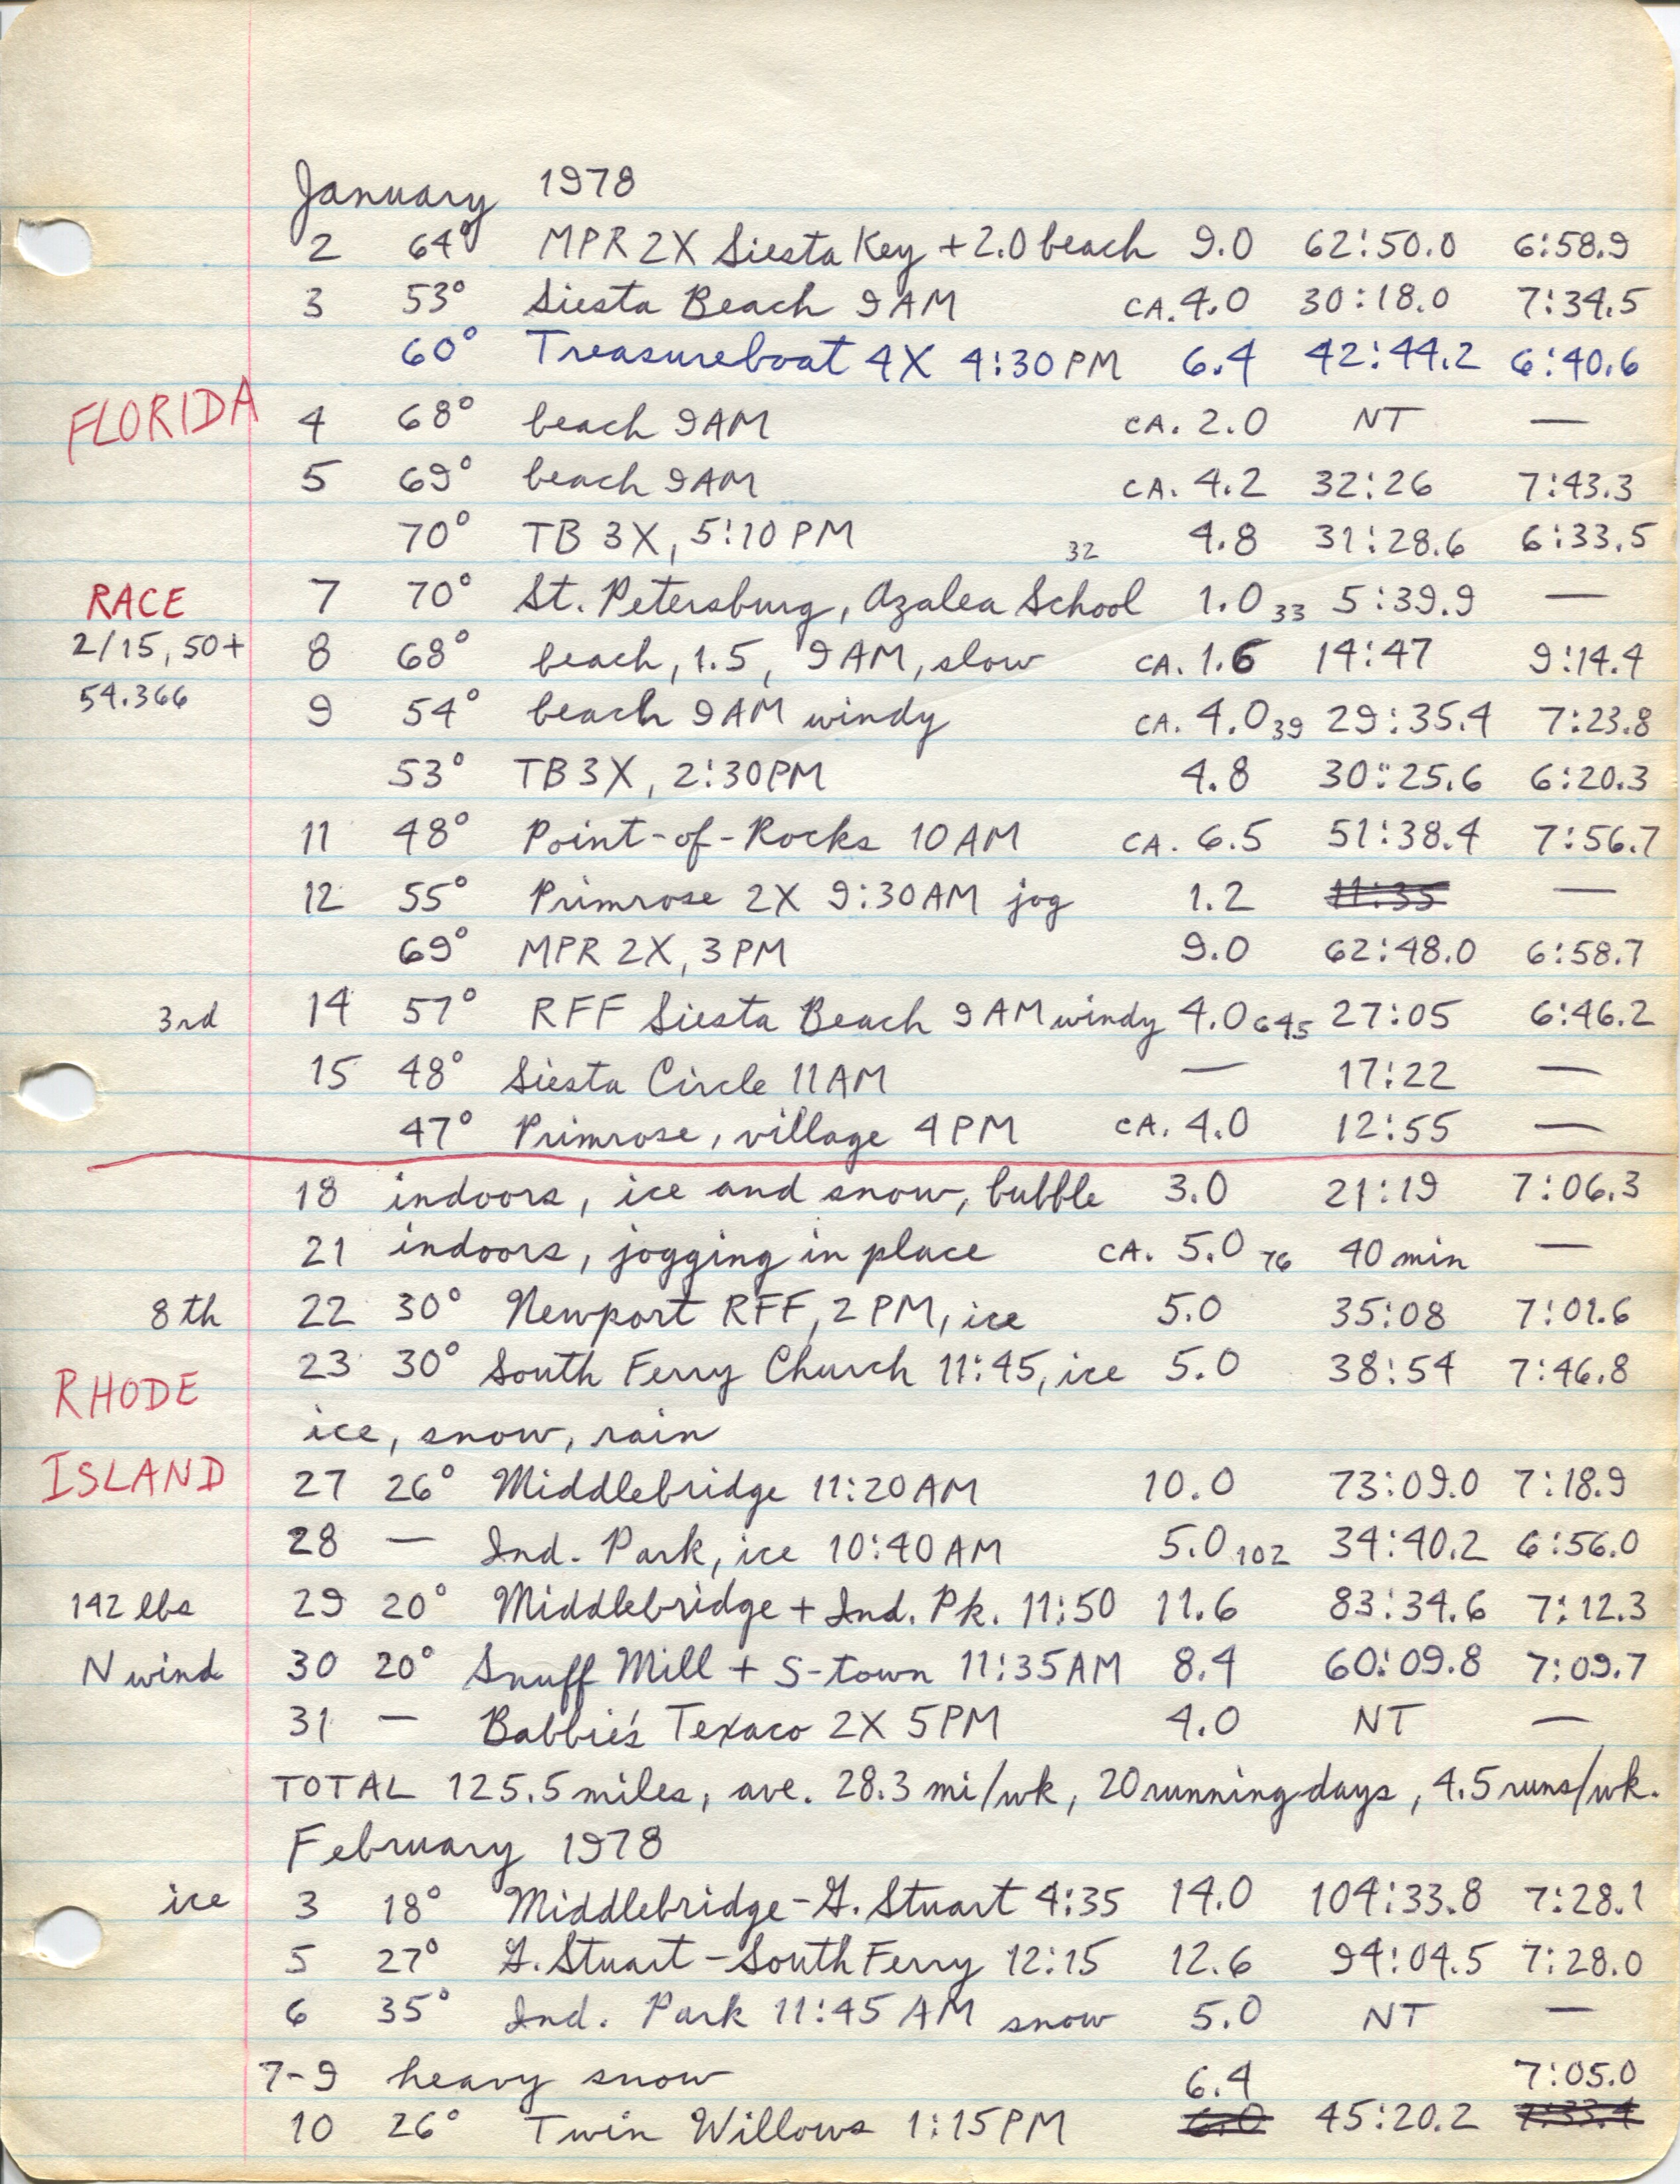 January 1978
2 64° MPR 2X Siesta Key + 2.0 beach 9.0 62:50.0 6:58.9
3 53° Siesta Beach 9 AM CA. 4.0 30:18.0 7:34.5
60° Treasureboat 4X 4:30 PM 6.4 42:44.2 6:40.6
FLORIDA 4 68° beach 9AM CA. 2.0 NT —
5 69° beach 9AM CA. 4.2 32:26 7:43.3
70° TB 3X, 5:10 PM 32 4.8 31:28.6 6:33.5
RACE 7 70° St. Petersburg, Azalea School 1.0 33 5:39.9 —
2/15, 50+ 8 68° beach, 1.5, 9 AM, slow CA. 1.6 14:47 9:14.4
54.366 9 54° beach 9AM windy CA. 4.0 39 29:35.4 7:23.8
53° TB 3X, 2:30PM 4.8 30:25.6 6:20.3
11 48° Point-of-Rocks 10 AM CA. 6.5 51:38.4 7:56.7
12 55° Primrose 2X 9:30AM jog 1.2 11:35 —
69° MPR 2X, 3 PM 9.0 62:48.0 6:58.7
3rd 14 57° RFF Siesta Beach 9 AM windy 4.0 645 27:05 6:46.2
15 48° Siesta Circle 11AM — 17:22 —
47° Primrose, village 4 PM CA. 4.0 12:55 —
18 indoors, ice and snow, bubble 3.0 21:19 7:06.3
21 indoors, jogging in place CA. 5.0 76 40 min —
8th 22 30° Newport RFF, 2 PM, ice 5.0 35:08 7:01.6
RHODE 23 30° South Ferry Church 11:45, ice 5.0 38:54 7:46.8
ice, snow, rain
ISLAND 27 26° Middlebridge 11:20AM 10.0 73:09.0 7:18.9
28 — Ind. Park, ice 10:40 AM 5.0 102 34:40.2 6:56.0
142 lbs 29 20° Middlebridge + Ind. Pk. 11:50 11.6 83:34.6 7:12.3
N wind 30 20° Snuff Mill + S-town 11:35AM 8.4 60:09.8 7:09.7
31 — Babbie's Texaco 2X 5PM 4.0 NT —
TOTAL 125.5 miles, ave. 28.3 mi/wk, 20 running days, 4.5 runs/wk.
February 1978
ice 3 18° Middlebridge-G. Stuart 4:35 14.0 104:33.8 7:28.1
5 27° G. Stuart - South Ferry 12:15 12.6 94:04.5 7:28.0
6 35° Ind. Park 11:45 AM snow 5.0 NT —
7-9 heavy snow 6.4 7:05.0
10 26° Twin Willows 1:15PM 6.0 45:20.2 7:33.4